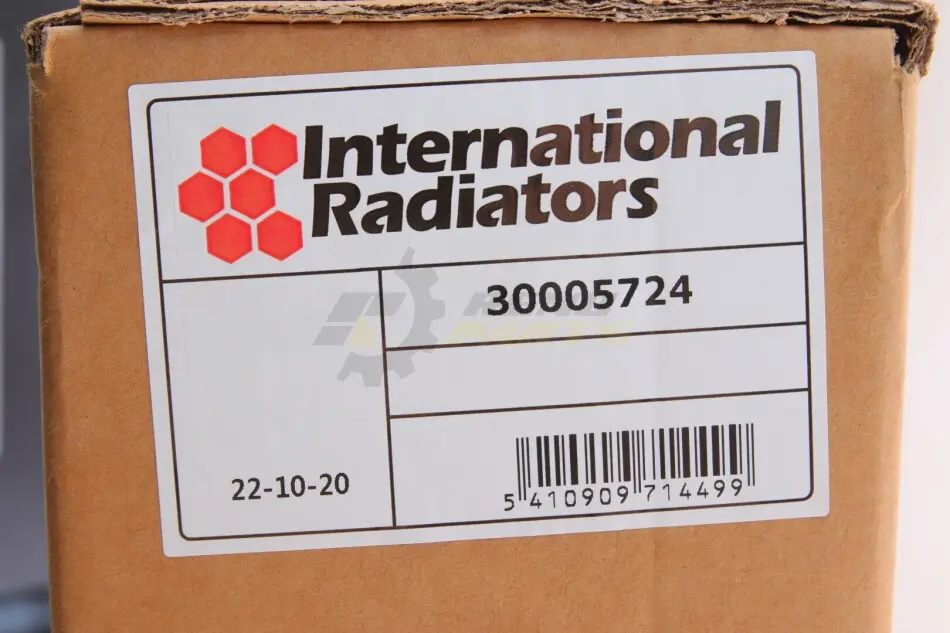 International
Radiators
30005724
22-10-20
5 410909 714499